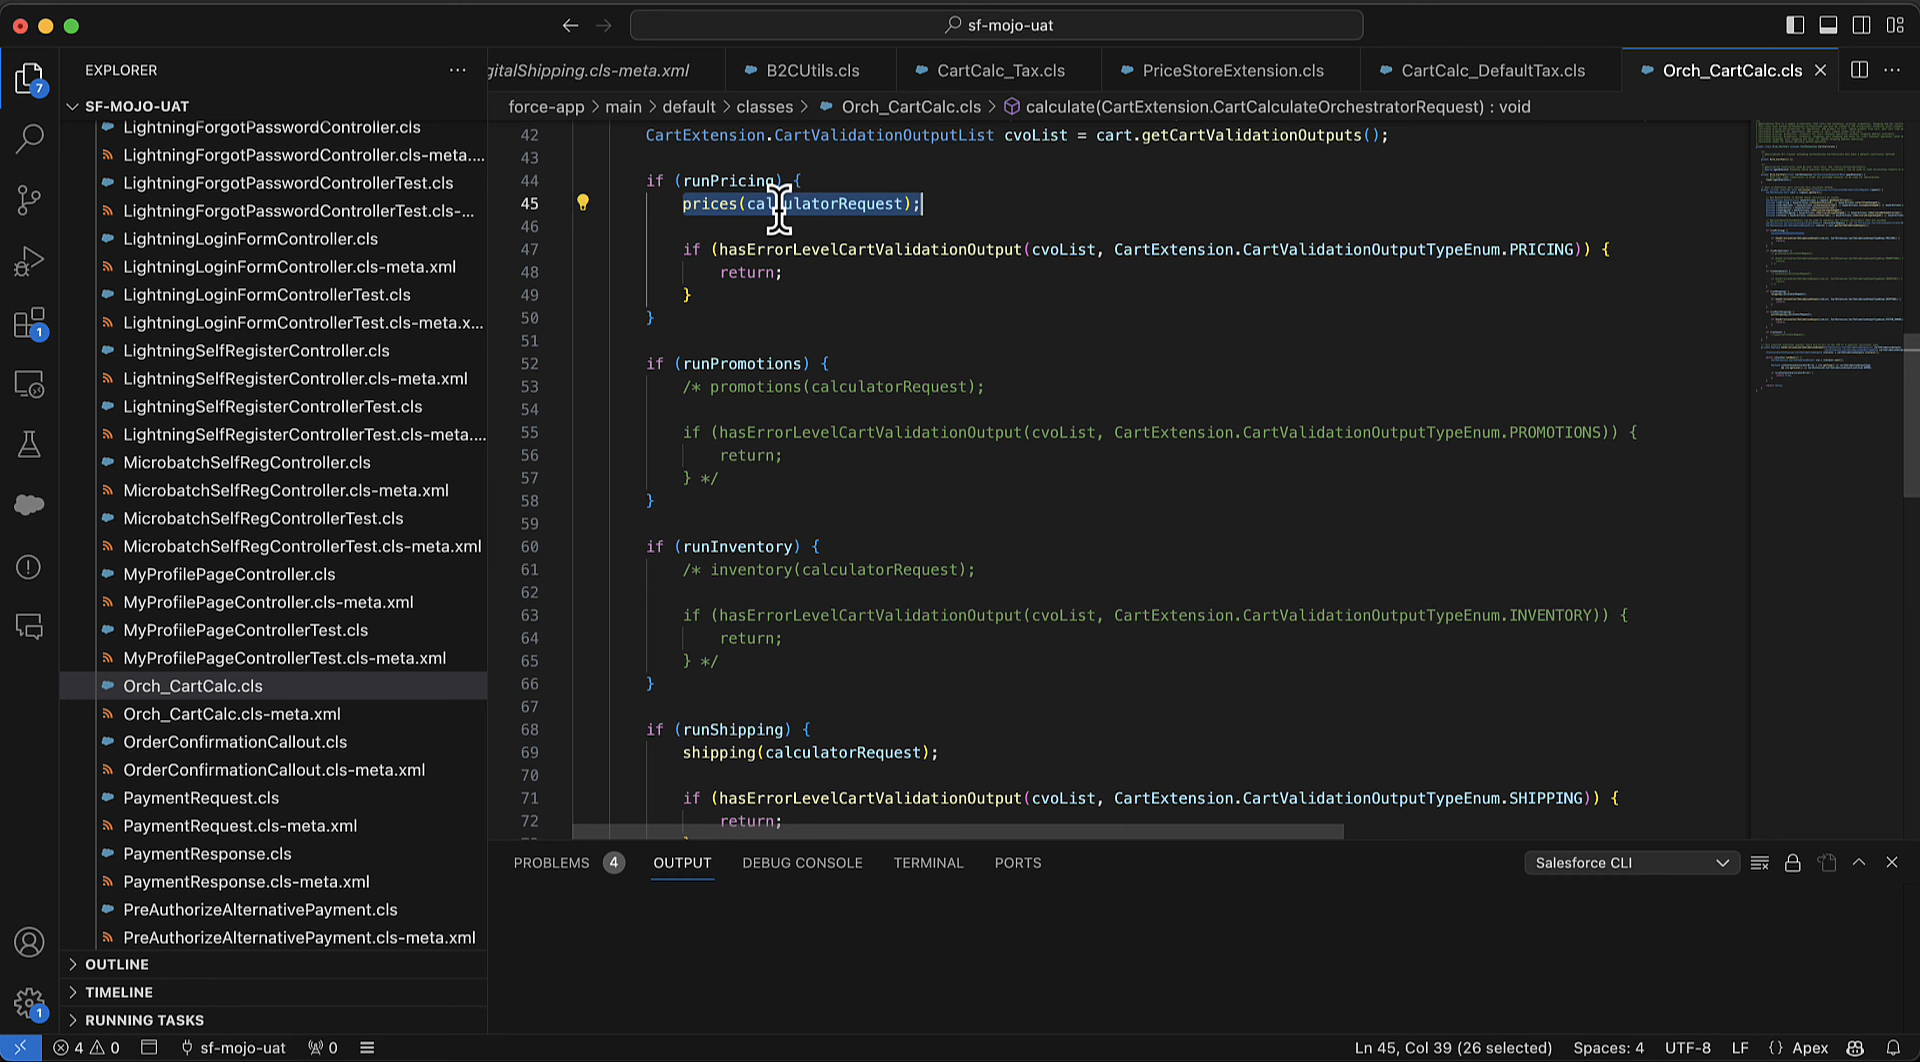 sf-mojo-uat
EXPLORER
gitalShipping.cls-meta.xml
B2CUtils.cls
CartCalc_Tax.cls
PriceStoreExtension.cls
CartCalc_DefaultTax.cls
Orch_CartCalc.cls
7
SF-MOJO-UAT
force-app > main > default > classes > Orch_CartCalc.cls > calculate(CartExtension.CartCalculateOrchestratorRequest) : void
LightningForgotPasswordController.cls
LightningForgotPasswordController.cls-meta....
LightningForgotPasswordControllerTest.cls
LightningForgotPasswordControllerTest.cls-...
LightningLoginFormController.cls
LightningLoginFormController.cls-meta.xml
LightningLoginFormControllerTest.cls
LightningLoginFormControllerTest.cls-meta.x...
LightningSelfRegisterController.cls
LightningSelfRegisterController.cls-meta.xml
LightningSelfRegisterControllerTest.cls
LightningSelfRegisterControllerTest.cls-meta....
MicrobatchSelfRegController.cls
MicrobatchSelfRegController.cls-meta.xml
MicrobatchSelfRegControllerTest.cls
MicrobatchSelfRegControllerTest.cls-meta.xml
MyProfilePageController.cls
MyProfilePageController.cls-meta.xml
MyProfilePageControllerTest.cls
MyProfilePageControllerTest.cls-meta.xml
Orch_CartCalc.cls
Orch_CartCalc.cls-meta.xml
OrderConfirmationCallout.cls
OrderConfirmationCallout.cls-meta.xml
PaymentRequest.cls
PaymentRequest.cls-meta.xml
PaymentResponse.cls
PaymentResponse.cls-meta.xml
PreAuthorizeAlternativePayment.cls
PreAuthorizeAlternativePayment.cls-meta.xml
OUTLINE
TIMELINE
RUNNING TASKS
1
1
42 CartExtension.CartValidationOutputList cvoList = cart.getCartValidationOutputs();
43
44 if (runPricing) {
45 prices(calculatorRequest);
46
47 if (hasErrorLevelCartValidationOutput(cvoList, CartExtension.CartValidationOutputTypeEnum.PRICING)) {
48 return;
49 }
50 }
51
52 if (runPromotions) {
53 /* promotions(calculatorRequest);
54
55 if (hasErrorLevelCartValidationOutput(cvoList, CartExtension.CartValidationOutputTypeEnum.PROMOTIONS)) {
56 return;
57 } */
58 }
59
60 if (runInventory) {
61 /* inventory(calculatorRequest);
62
63 if (hasErrorLevelCartValidationOutput(cvoList, CartExtension.CartValidationOutputTypeEnum.INVENTORY)) {
64 return;
65 } */
66 }
67
68 if (runShipping) {
69 shipping(calculatorRequest);
70
71 if (hasErrorLevelCartValidationOutput(cvoList, CartExtension.CartValidationOutputTypeEnum.SHIPPING)) {
72 return;
PROBLEMS 4 OUTPUT DEBUG CONSOLE TERMINAL PORTS
Salesforce CLI
4 0 sf-mojo-uat 0
Ln 45, Col 39 (26 selected) Spaces: 4 UTF-8 LF {} Apex